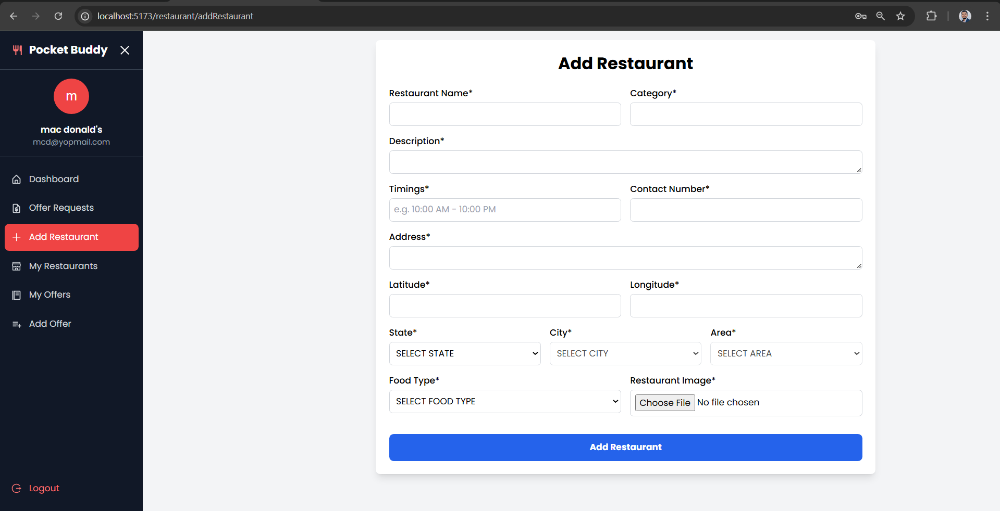 localhost:5173/restaurant/addRestaurant
Pocket Buddy
m
mac donald's
mcd@yopmail.com
Dashboard
Offer Requests
Add Restaurant
My Restaurants
My Offers
Add Offer
Logout
Add Restaurant
Restaurant Name* Category*
Description*
Timings* Contact Number*
e.g. 10:00 AM - 10:00 PM
Address*
Latitude* Longitude*
State* City* Area*
SELECT STATE SELECT CITY SELECT AREA
Food Type* Restaurant Image*
SELECT FOOD TYPE Choose File No file chosen
Add Restaurant